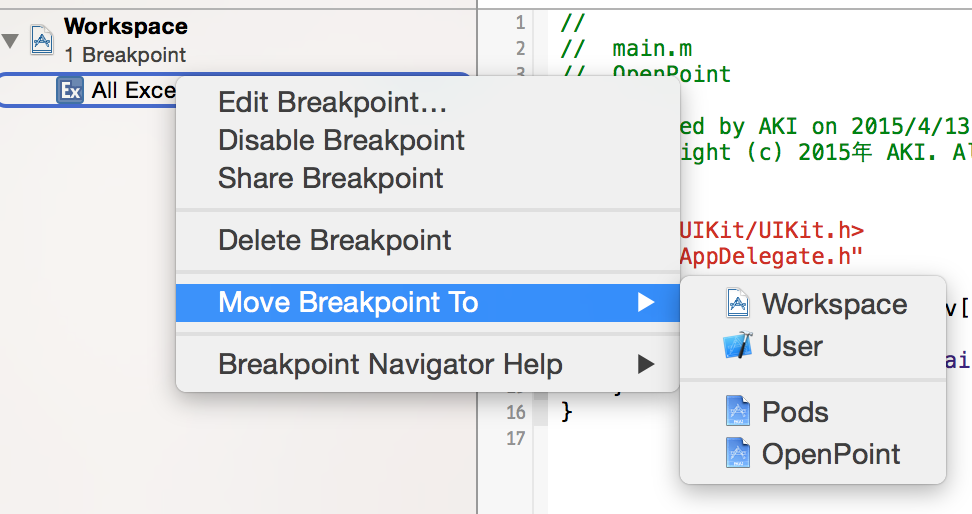 Workspace
1 Breakpoint
All Exce
Edit Breakpoint...
Disable Breakpoint
Share Breakpoint
Delete Breakpoint
Move Breakpoint To
Breakpoint Navigator Help
Workspace
User
Pods
OpenPoint
1 //
2 // main.m
3 // OpenPoint
ed by AKI on 2015/4/13
ight (c) 2015年 AKI. Al
UIKit/UIKit.h>
AppDelegate.h"
v[
ai
16 }
17